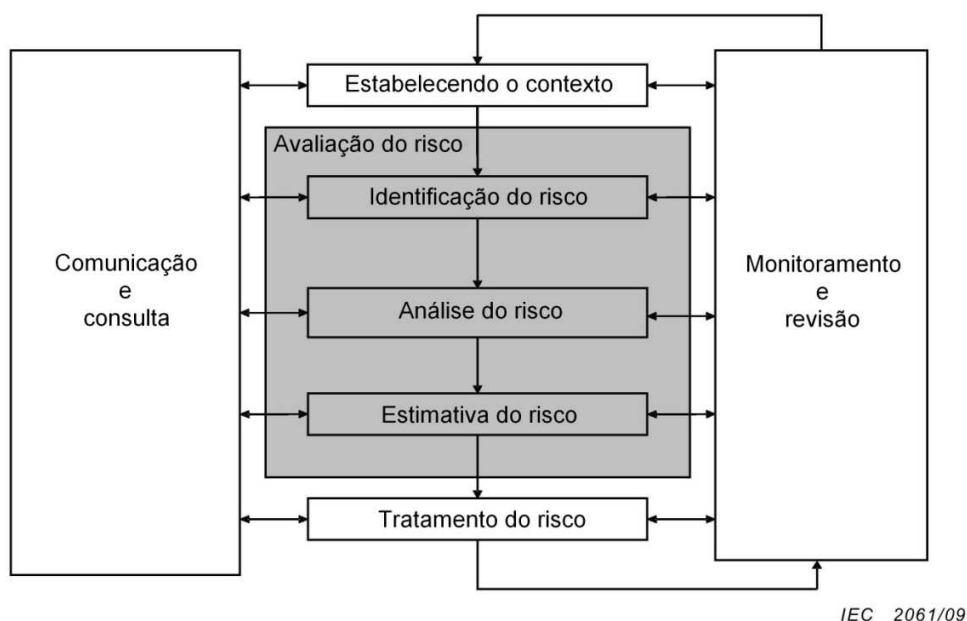 Estabelecendo o contexto
Avaliação do risco
Identificação do risco
Comunicação
e
consulta
Análise do risco
Monitoramento
e
revisão
Estimativa do risco
Tratamento do risco
IEC 2061/09